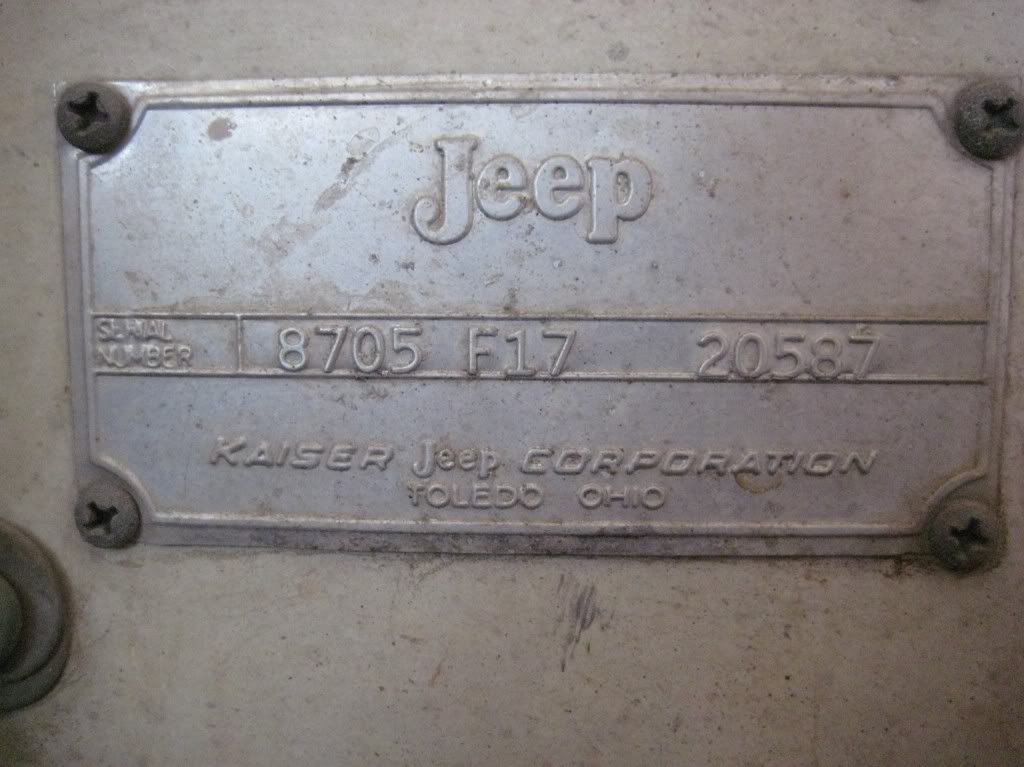 Jeep
SERIAL
NUMBER
8705 F17 20587
KAISER Jeep CORPORATION
TOLEDO OHIO